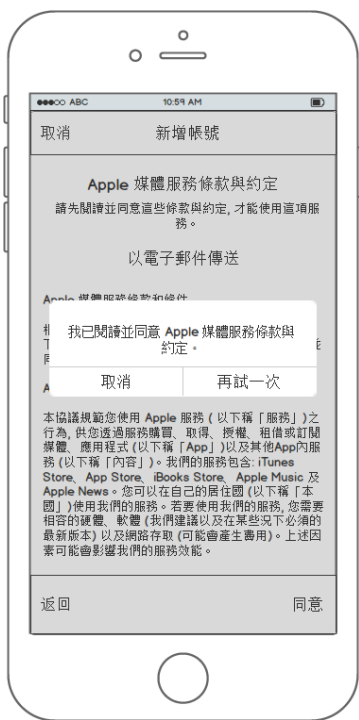 ABC 10:59 AM
取消 新增帳號
Apple 媒體服務條款與約定
請先閱讀並同意這些條款與約定, 才能使用這項服
務。
以電子郵件傳送
Apple 媒體服務條款和條件
我已閱讀並同意 Apple 媒體服務條款與
約定。
取消 再試一次
本協議規範您使用 Apple 服務 ( 以下稱「服務」)之
行為, 供您透過服務購買、取得、授權、租借或訂閱
媒體、應用程式 (以下稱「App」)以及其他App內服
務 (以下稱「內容」)。我們的服務包含: iTunes
Store、App Store、iBooks Store、Apple Music 及
Apple News。您可以在自己的居住國 (以下稱「本
國」)使用我們的服務。若要使用我們的服務, 您需要
相容的硬體、軟體 (我們建議以及在某些況下必須的
最新版本) 以及網路存取 (可能會產生費用)。上述因
素可能會影響我們的服務效能。
返回 同意